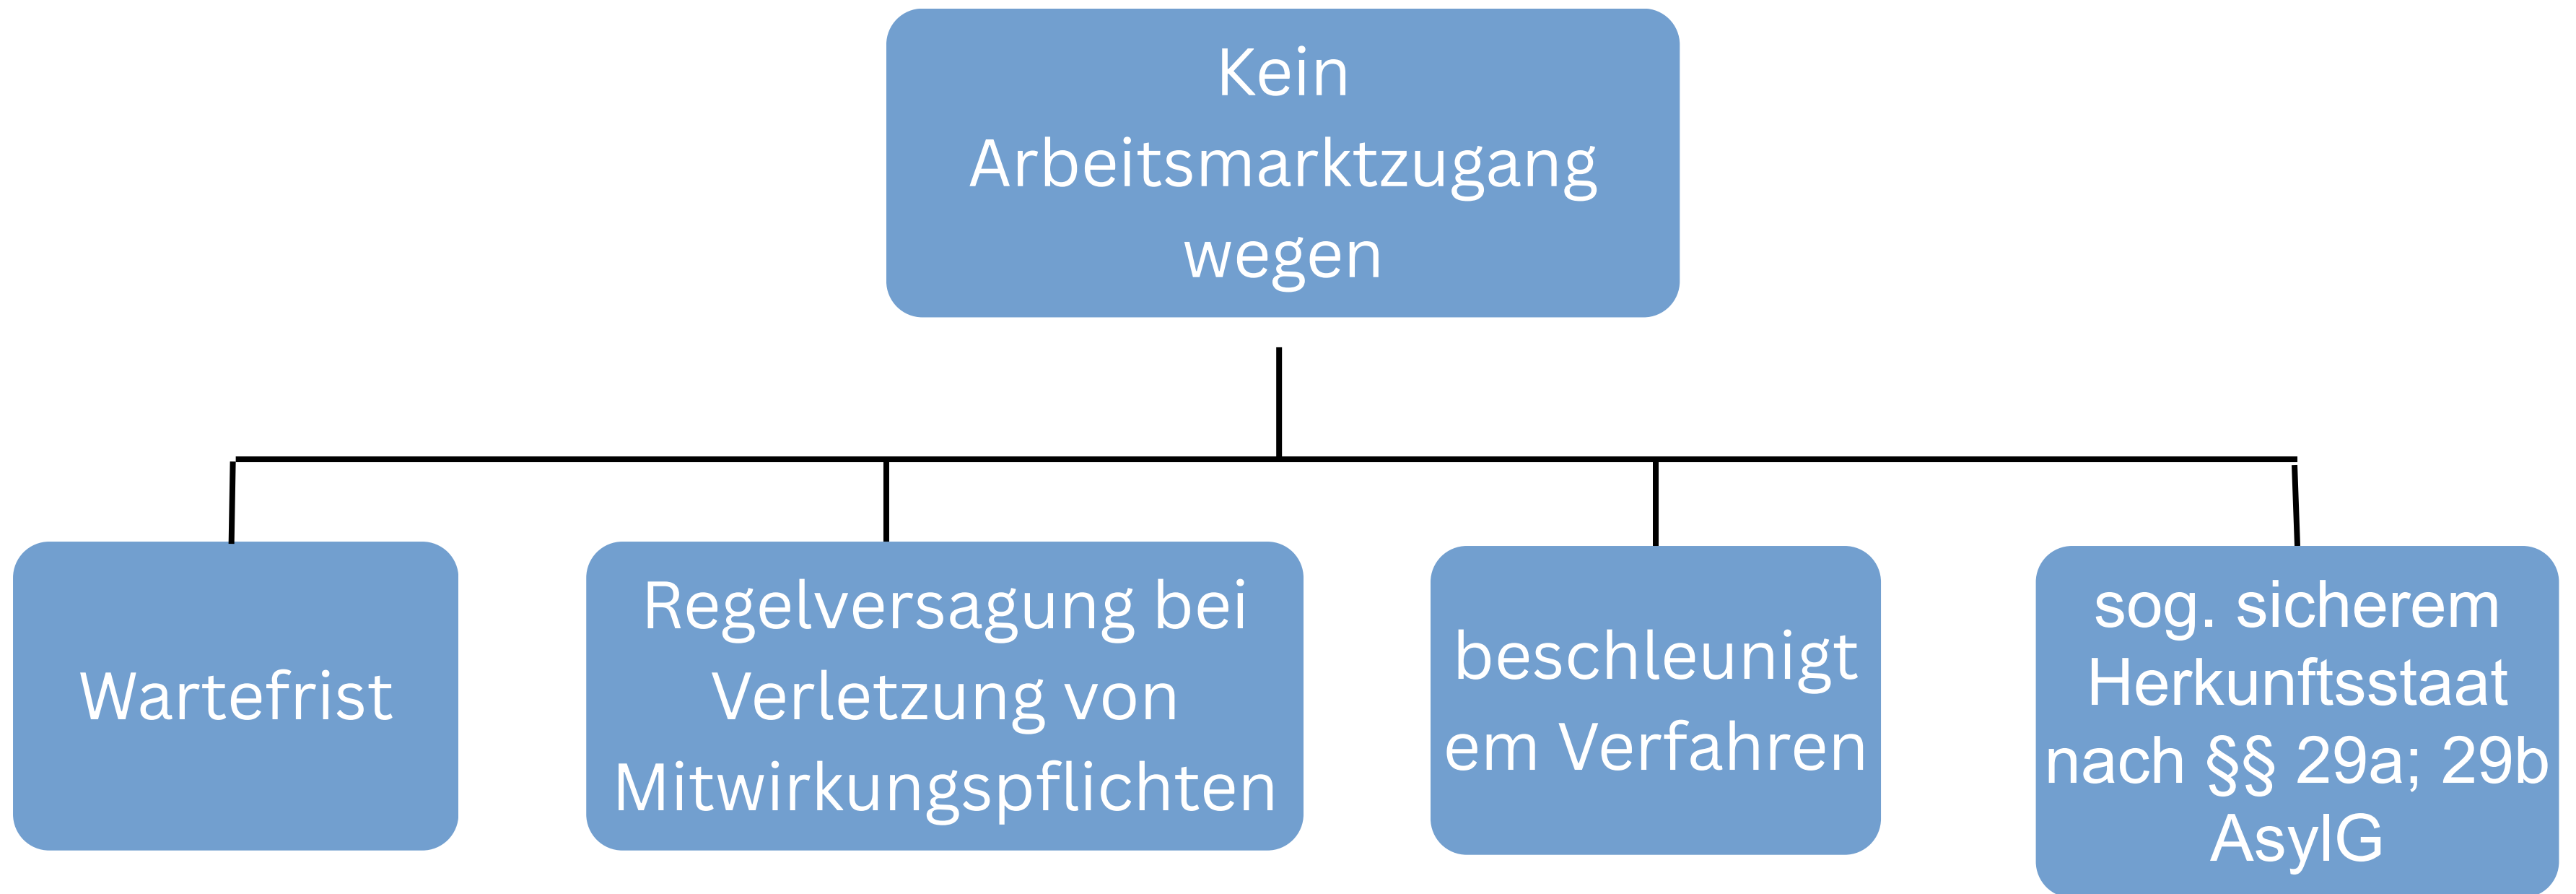 Kein
Arbeitsmarktzugang
wegen
Wartefrist
Regelversagung bei
Verletzung von
Mitwirkungspflichten
beschleunigt
em Verfahren
sog. sicherem
Herkunftsstaat
nach §§ 29a; 29b
AsylG